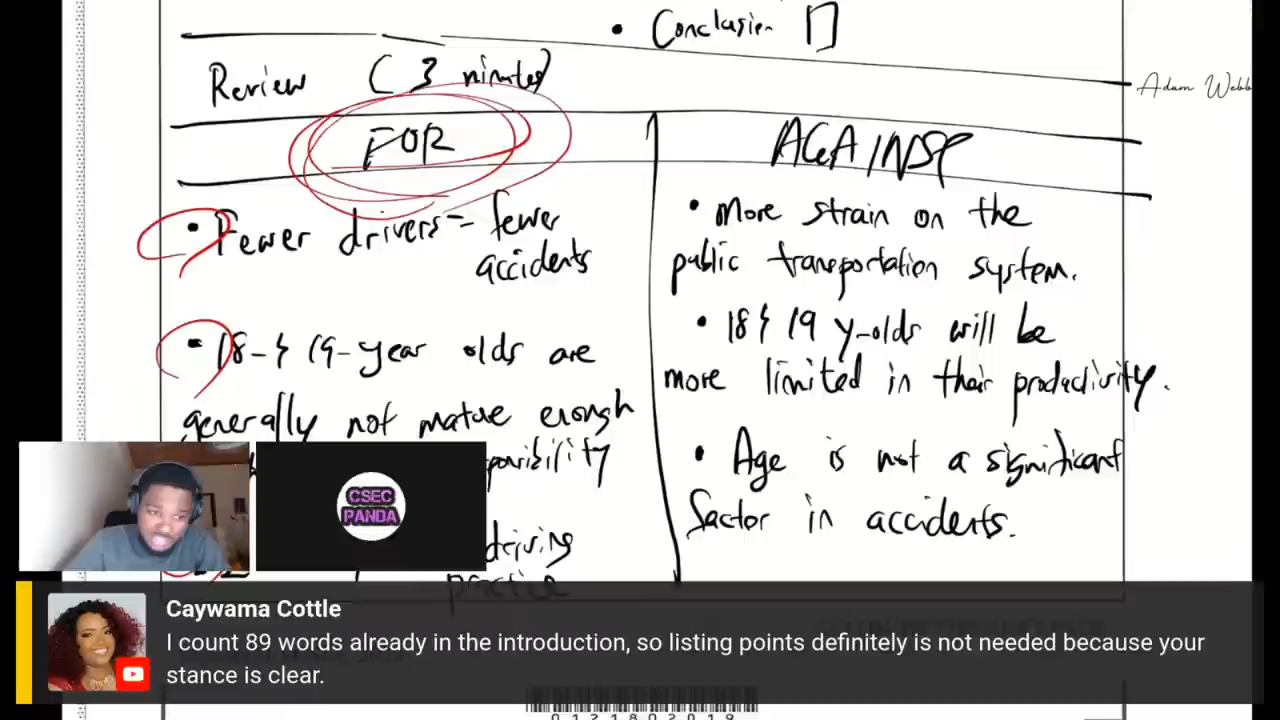 • Conclusion []
Review (3 minutes)
Adam Webb
FOR
AGAINST
• Fewer drivers = fewer
accidents
• 18- & 19-year olds are
generally not mature enough
driving
practice
• More strain on the
public transportation system.
• 18 & 19 y-olds will be
more limited in their productivity.
• Age is not a significant
factor in accidents.
CSEC
PANDA
Caywama Cottle
I count 89 words already in the introduction, so listing points definitely is not needed because your
stance is clear.
0121802019